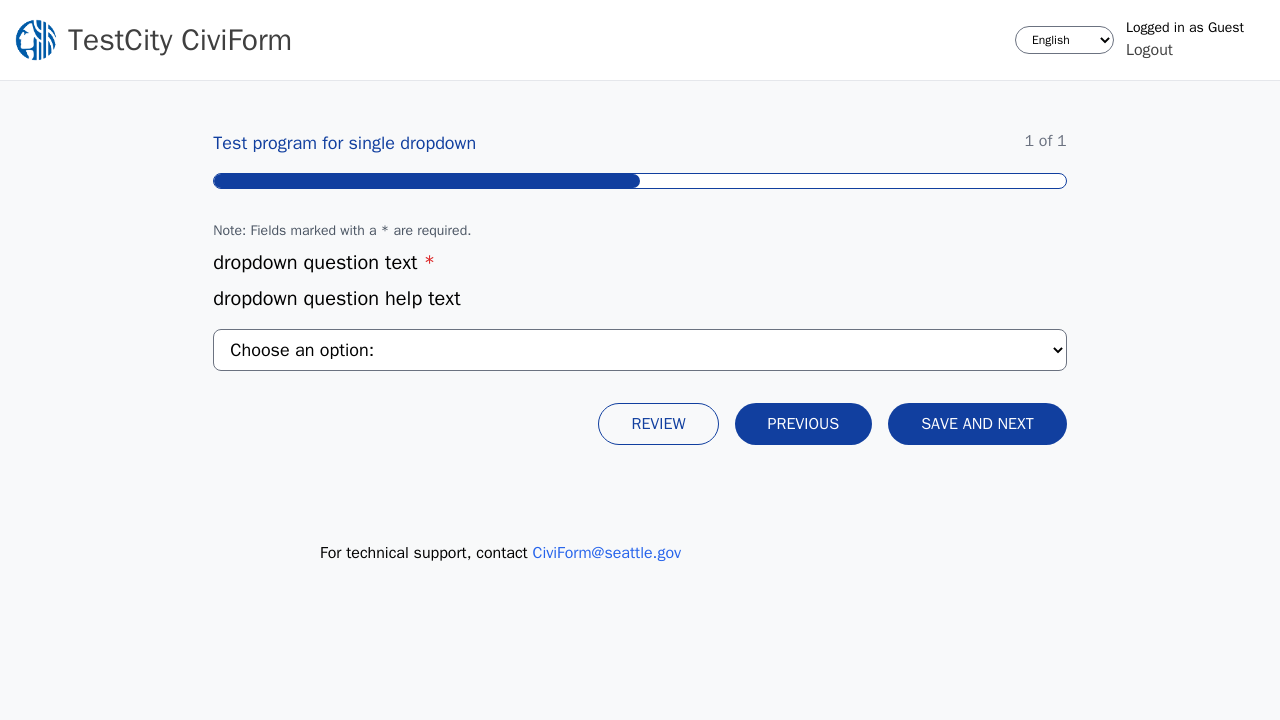 TestCity CiviForm
English
Logged in as Guest
Logout
Test program for single dropdown
1 of 1
Note: Fields marked with a * are required.
dropdown question text *
dropdown question help text
Choose an option:
REVIEW
PREVIOUS
SAVE AND NEXT
For technical support, contact CiviForm@seattle.gov